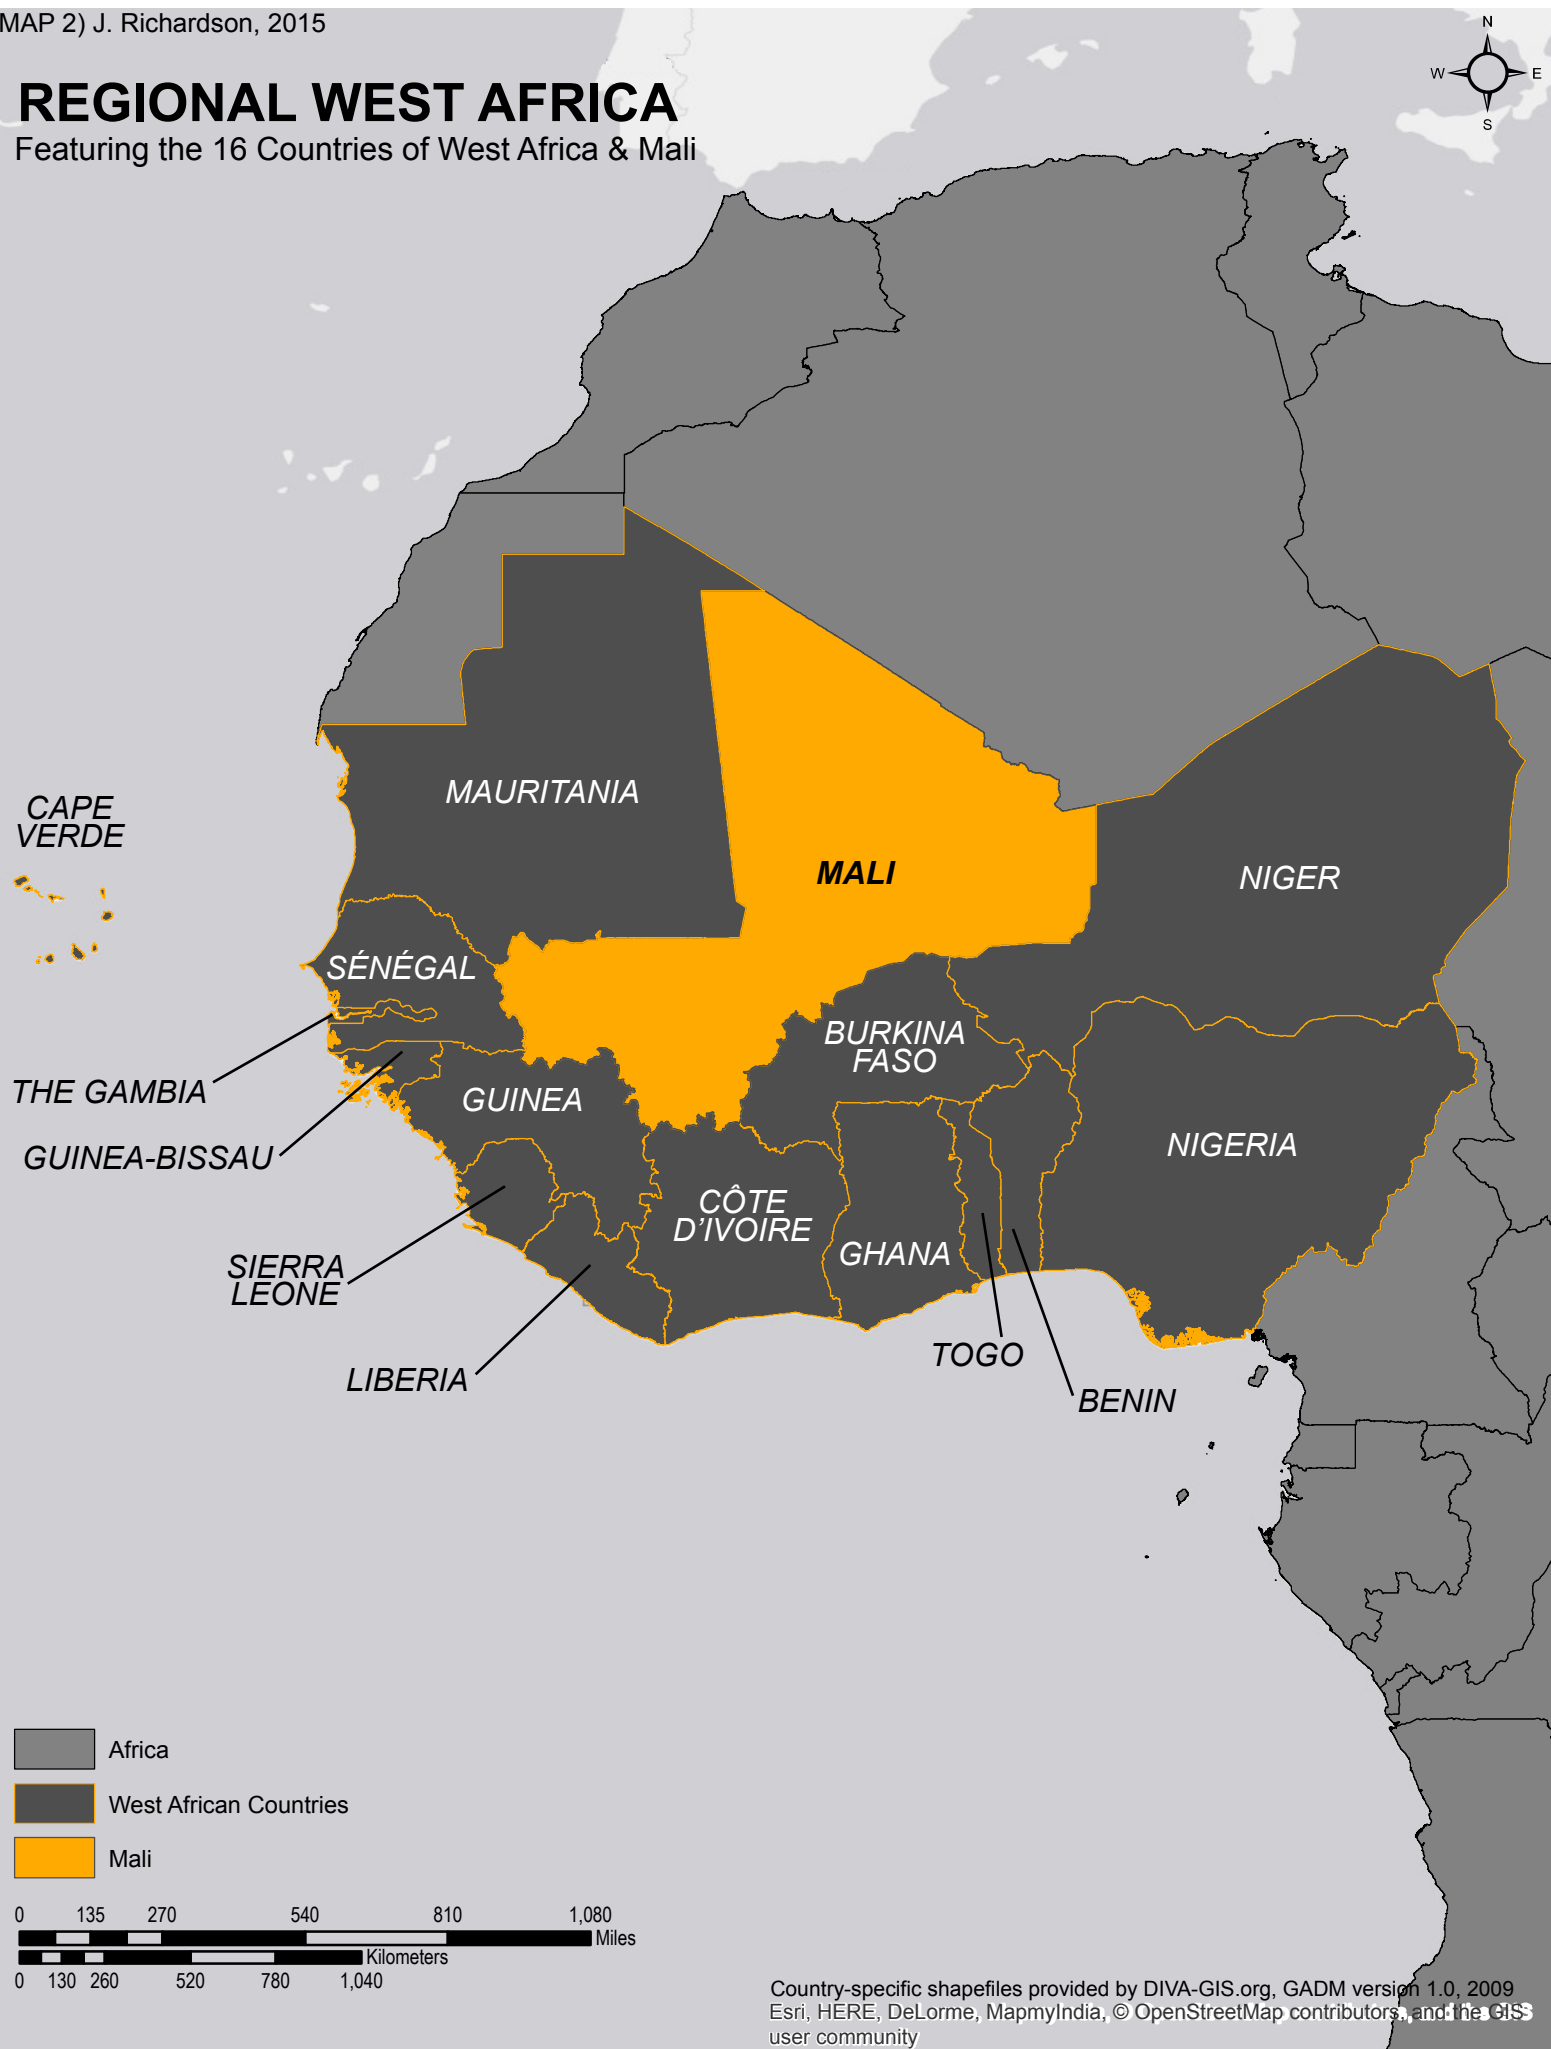 MAP 2) J. Richardson, 2015
N
W
E
S
REGIONAL WEST AFRICA
Featuring the 16 Countries of West Africa & Mali
CAPE
VERDE
MAURITANIA
MALI
NIGER
SÉNÉGAL
BURKINA
FASO
THE GAMBIA
GUINEA
GUINEA-BISSAU
NIGERIA
CÔTE
D'IVOIRE
GHANA
SIERRA
LEONE
LIBERIA
TOGO
BENIN
Africa
West African Countries
Mali
0 135 270 540 810 1,080
Miles
Kilometers
0 130 260 520 780 1,040
Country-specific shapefiles provided by DIVA-GIS.org, GADM version 1.0, 2009
Esri, HERE, DeLorme, MapmyIndia, © OpenStreetMap contributors, and the GIS
user community